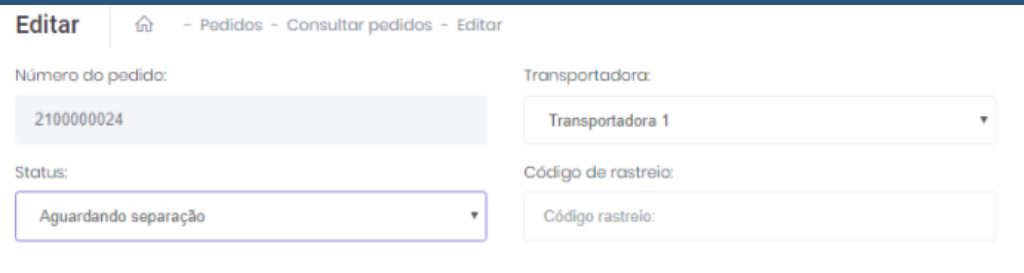 Editar - Pedidos - Consultar pedidos - Editar
Número do pedido: Transportadora:
2100000024 Transportadora 1
Status: Código de rastreio:
Aguardando separação Código rastreio: